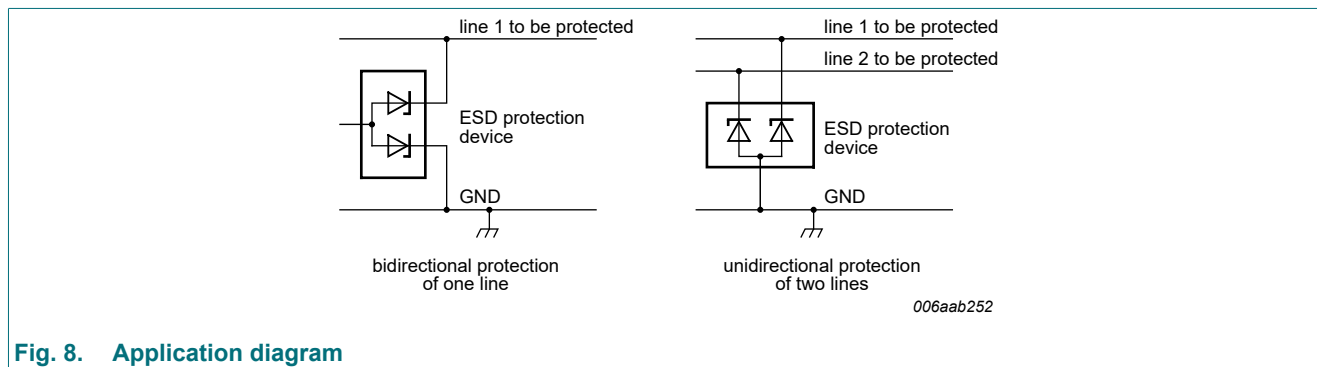 line 1 to be protected
ESD protection
device
GND
bidirectional protection
of one line
line 1 to be protected
line 2 to be protected
ESD protection
device
GND
unidirectional protection
of two lines
006aab252
Fig. 8. Application diagram